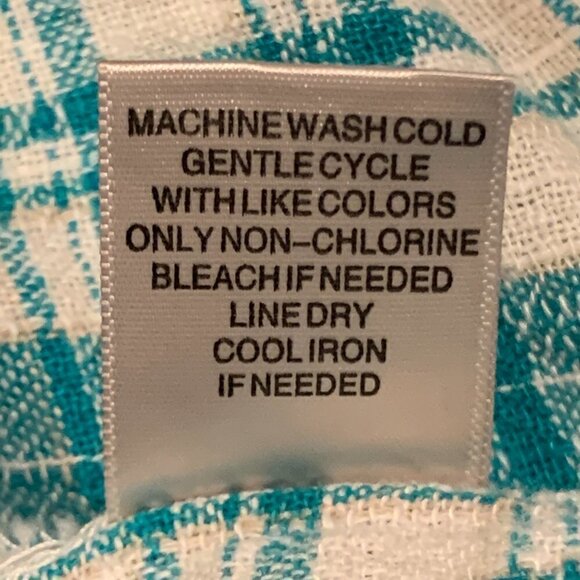 MACHINE WASH COLD
GENTLE CYCLE
WITH LIKE COLORS
ONLY NON-CHLORINE
BLEACH IF NEEDED
LINE DRY
COOL IRON
IF NEEDED